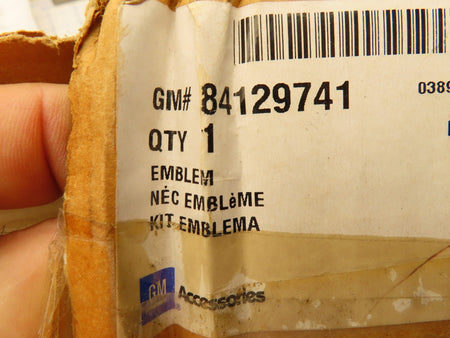 0389
GM# 84129741
QTY 1
EMBLEM
NÉC EMBLèME
KIT EMBLEMA
GM
Accessories